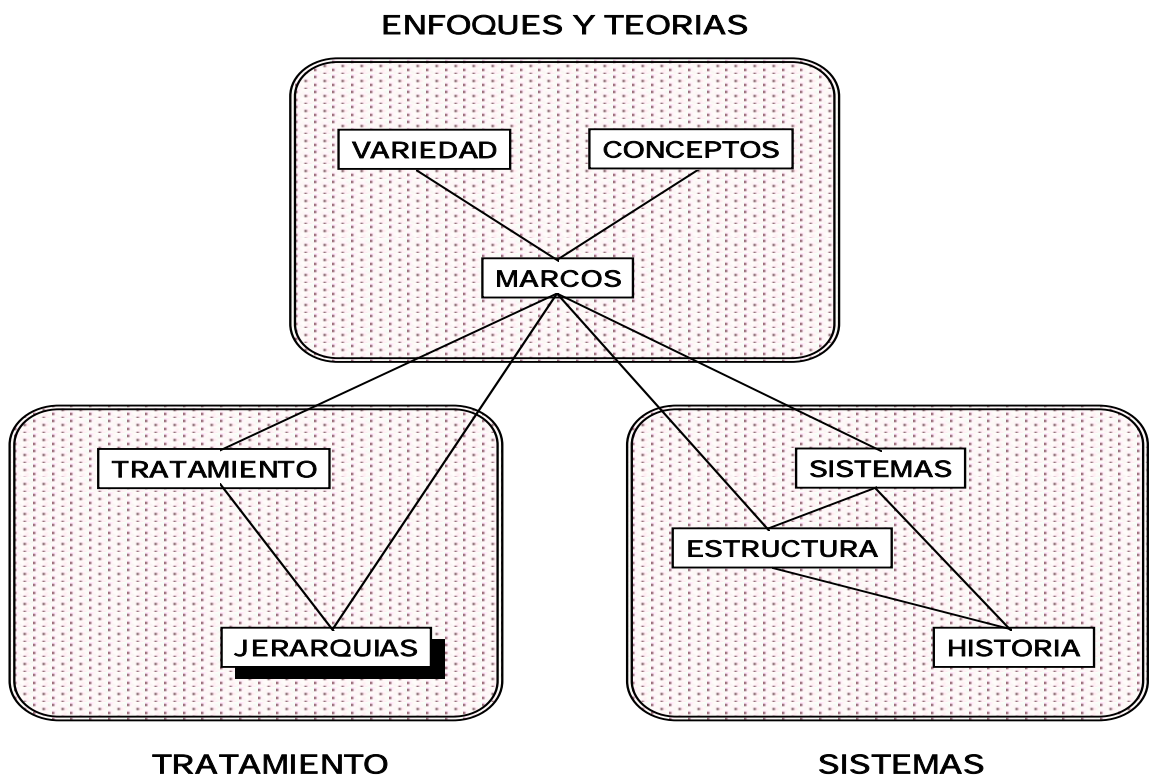 ENFOQUES Y TEORIAS
VARIEDAD
CONCEPTOS
MARCOS
TRATAMIENTO
SISTEMAS
ESTRUCTURA
JERARQUIAS
HISTORIA
TRATAMIENTO
SISTEMAS